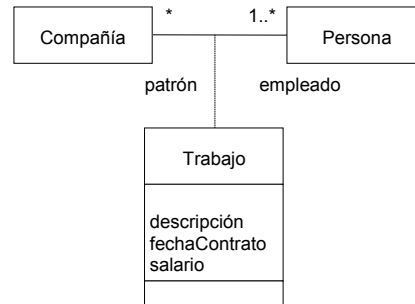 * 1..*
Compañía Persona
patrón empleado
Trabajo
descripción
fechaContrato
salario